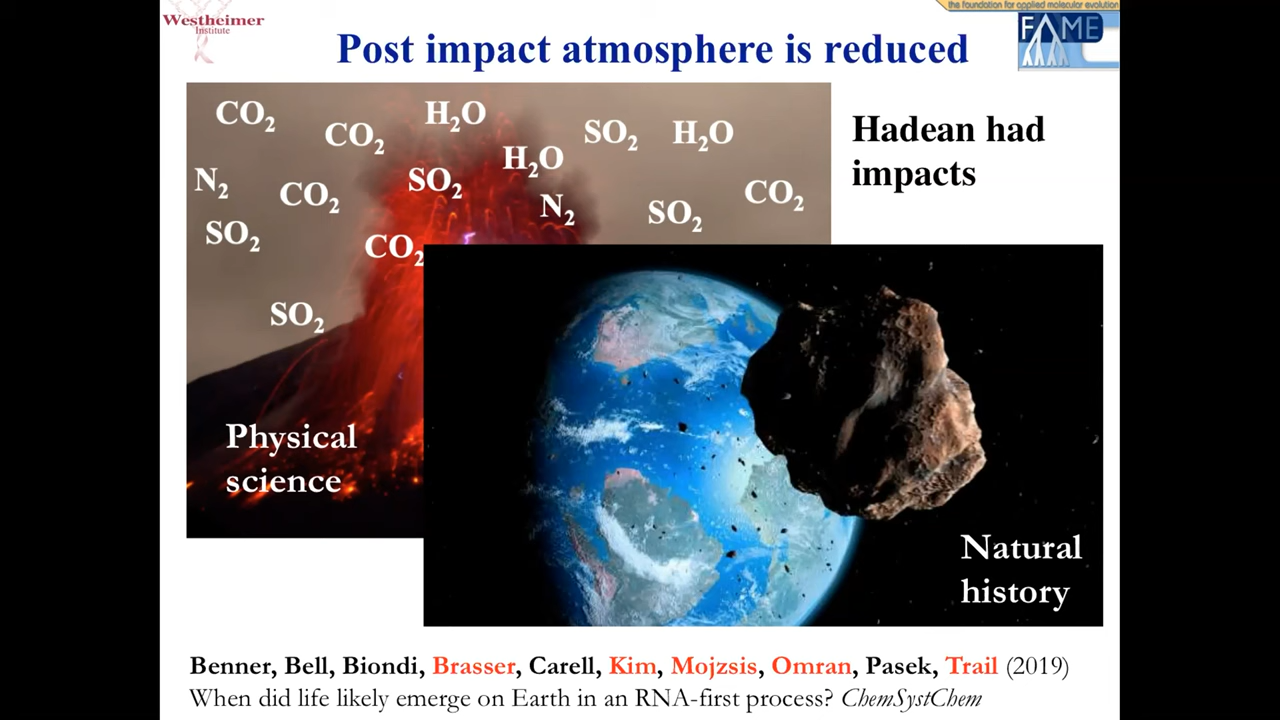 Westheimer
Institute
the foundation for applied molecular evolution
FAME
Post impact atmosphere is reduced
CO₂
CO₂
H₂O
SO₂
H₂O
H₂O
N₂
CO₂
SO₂
N₂
SO₂
CO₂
SO₂
CO₂
SO₂
Hadean had
impacts
Physical
science
Natural
history
Benner, Bell, Biondi, Brasser, Carell, Kim, Mojzsis, Omran, Pasek, Trail (2019)
When did life likely emerge on Earth in an RNA-first process? ChemSystChem